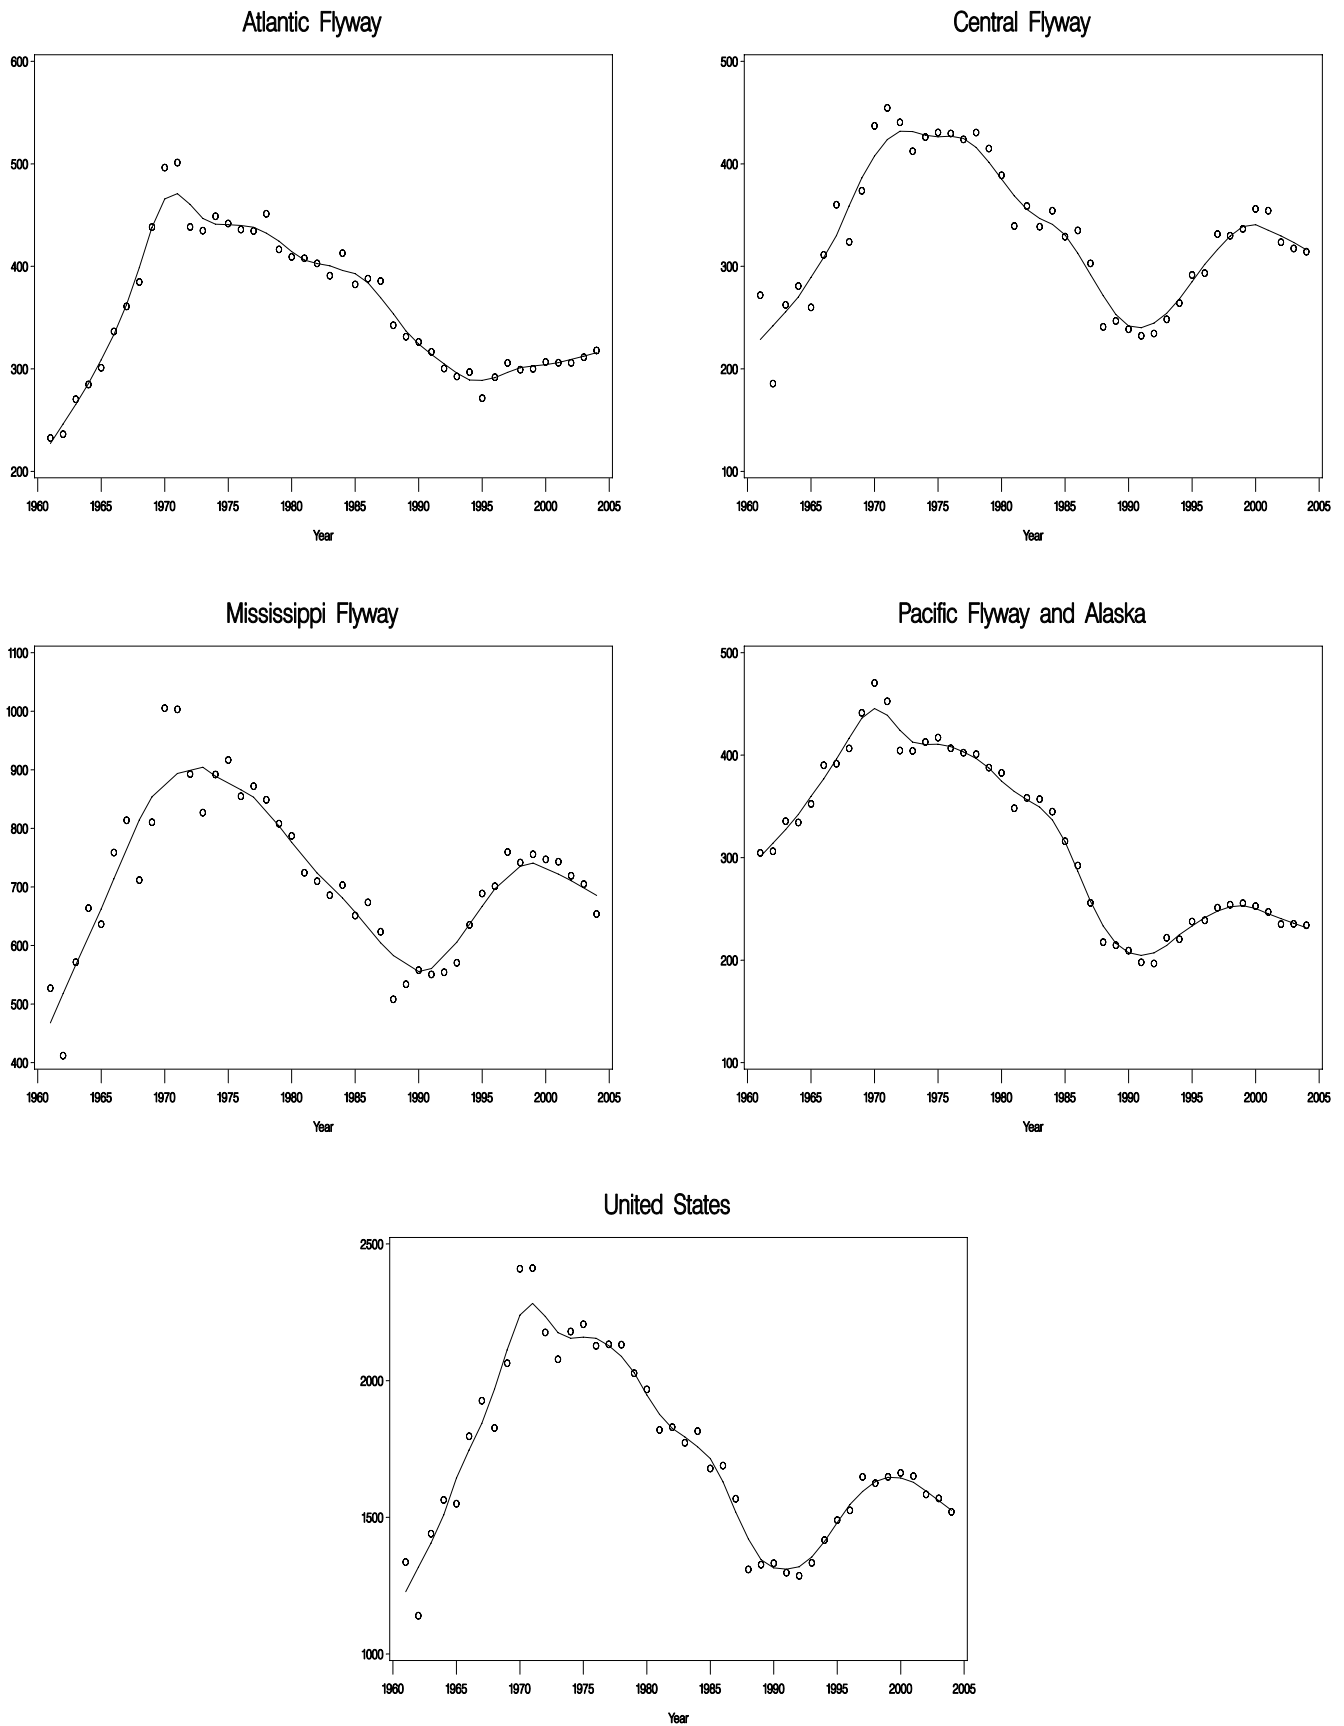 Atlantic Flyway
600
500
400
300
200
1960 1965 1970 1975 1980 1985 1990 1995 2000 2005
Year
Central Flyway
500
400
300
200
100
1960 1965 1970 1975 1980 1985 1990 1995 2000 2005
Year
Mississippi Flyway
1100
1000
900
800
700
600
500
400
1960 1965 1970 1975 1980 1985 1990 1995 2000 2005
Year
Pacific Flyway and Alaska
500
400
300
200
100
1960 1965 1970 1975 1980 1985 1990 1995 2000 2005
Year
United States
2500
2000
1500
1000
1960 1965 1970 1975 1980 1985 1990 1995 2000 2005
Year